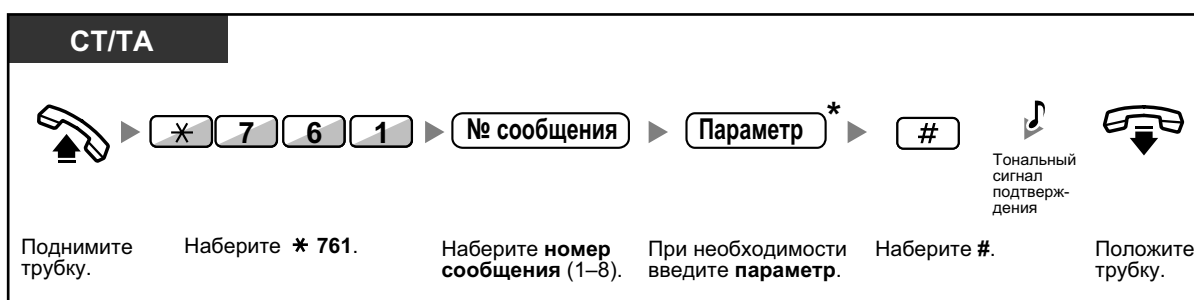 СТ/ТА
* 7 6 1 № сообщения Параметр * #
Тональный
сигнал
подтверж-
дения
Поднимите
трубку.
Наберите * 761.
Наберите номер
сообщения (1–8).
При необходимости
введите параметр.
Наберите #.
Положите
трубку.